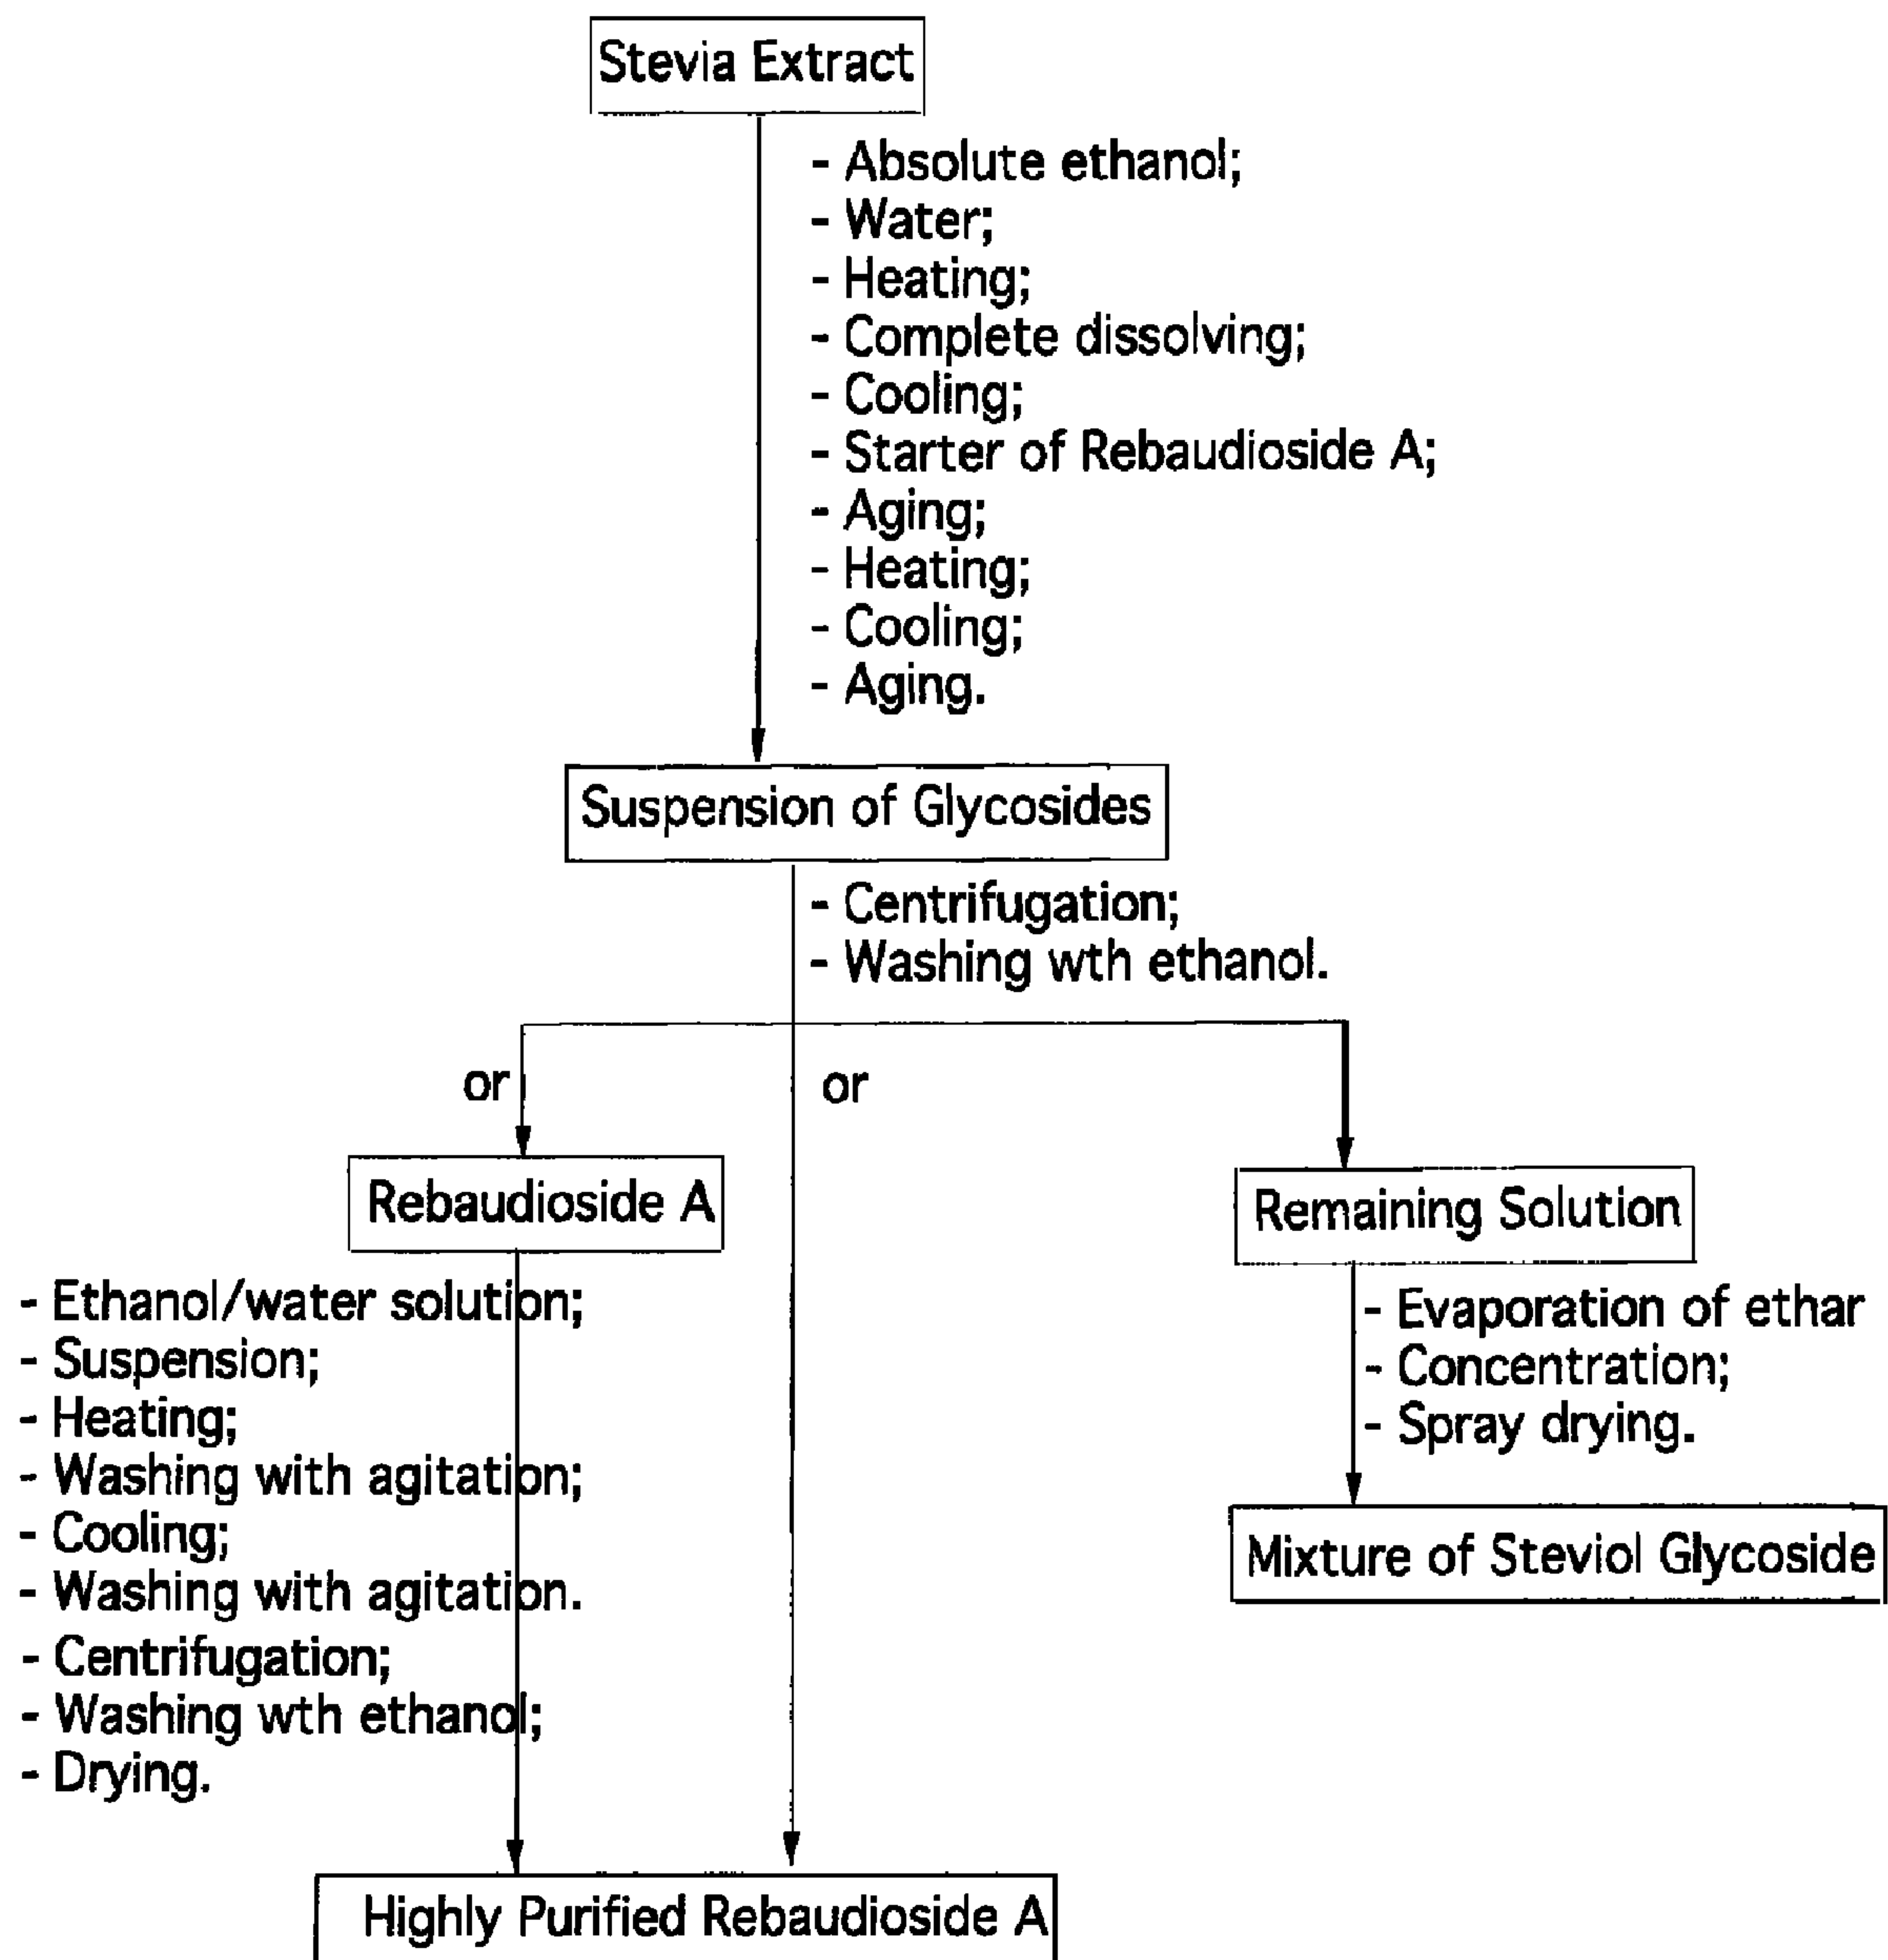 Stevia Extract
- Absolute ethanol;
- Water;
- Heating;
- Complete dissolving;
- Cooling;
- Starter of Rebaudioside A;
- Aging;
- Heating;
- Cooling;
- Aging.
Suspension of Glycosides
- Centrifugation;
- Washing wth ethanol.
or
or
Rebaudioside A
- Ethanol/water solution;
- Suspension;
- Heating;
- Washing with agitation;
- Cooling;
- Washing with agitation.
- Centrifugation;
- Washing wth ethanol;
- Drying.
Remaining Solution
- Evaporation of ethar
- Concentration;
- Spray drying.
Mixture of Steviol Glycoside
Highly Purified Rebaudioside A